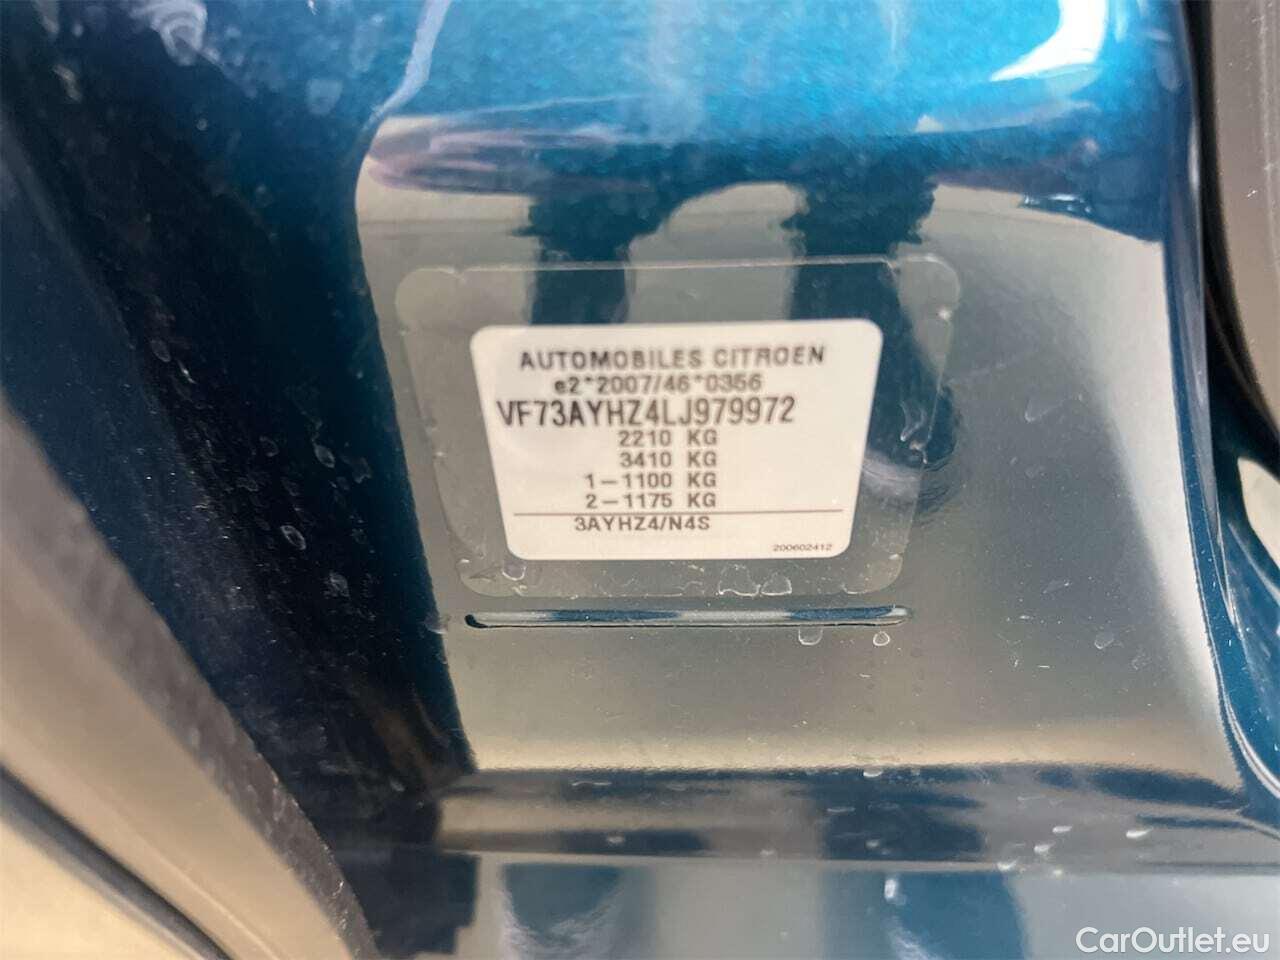 AUTOMOBILES CITROEN
e2*2007/46*0356
VF73AYHZ4LJ979972
2210 KG
3410 KG
1-1100 KG
2-1175 KG
3AYHZ4/N4S
200602412
CarOutlet.eu